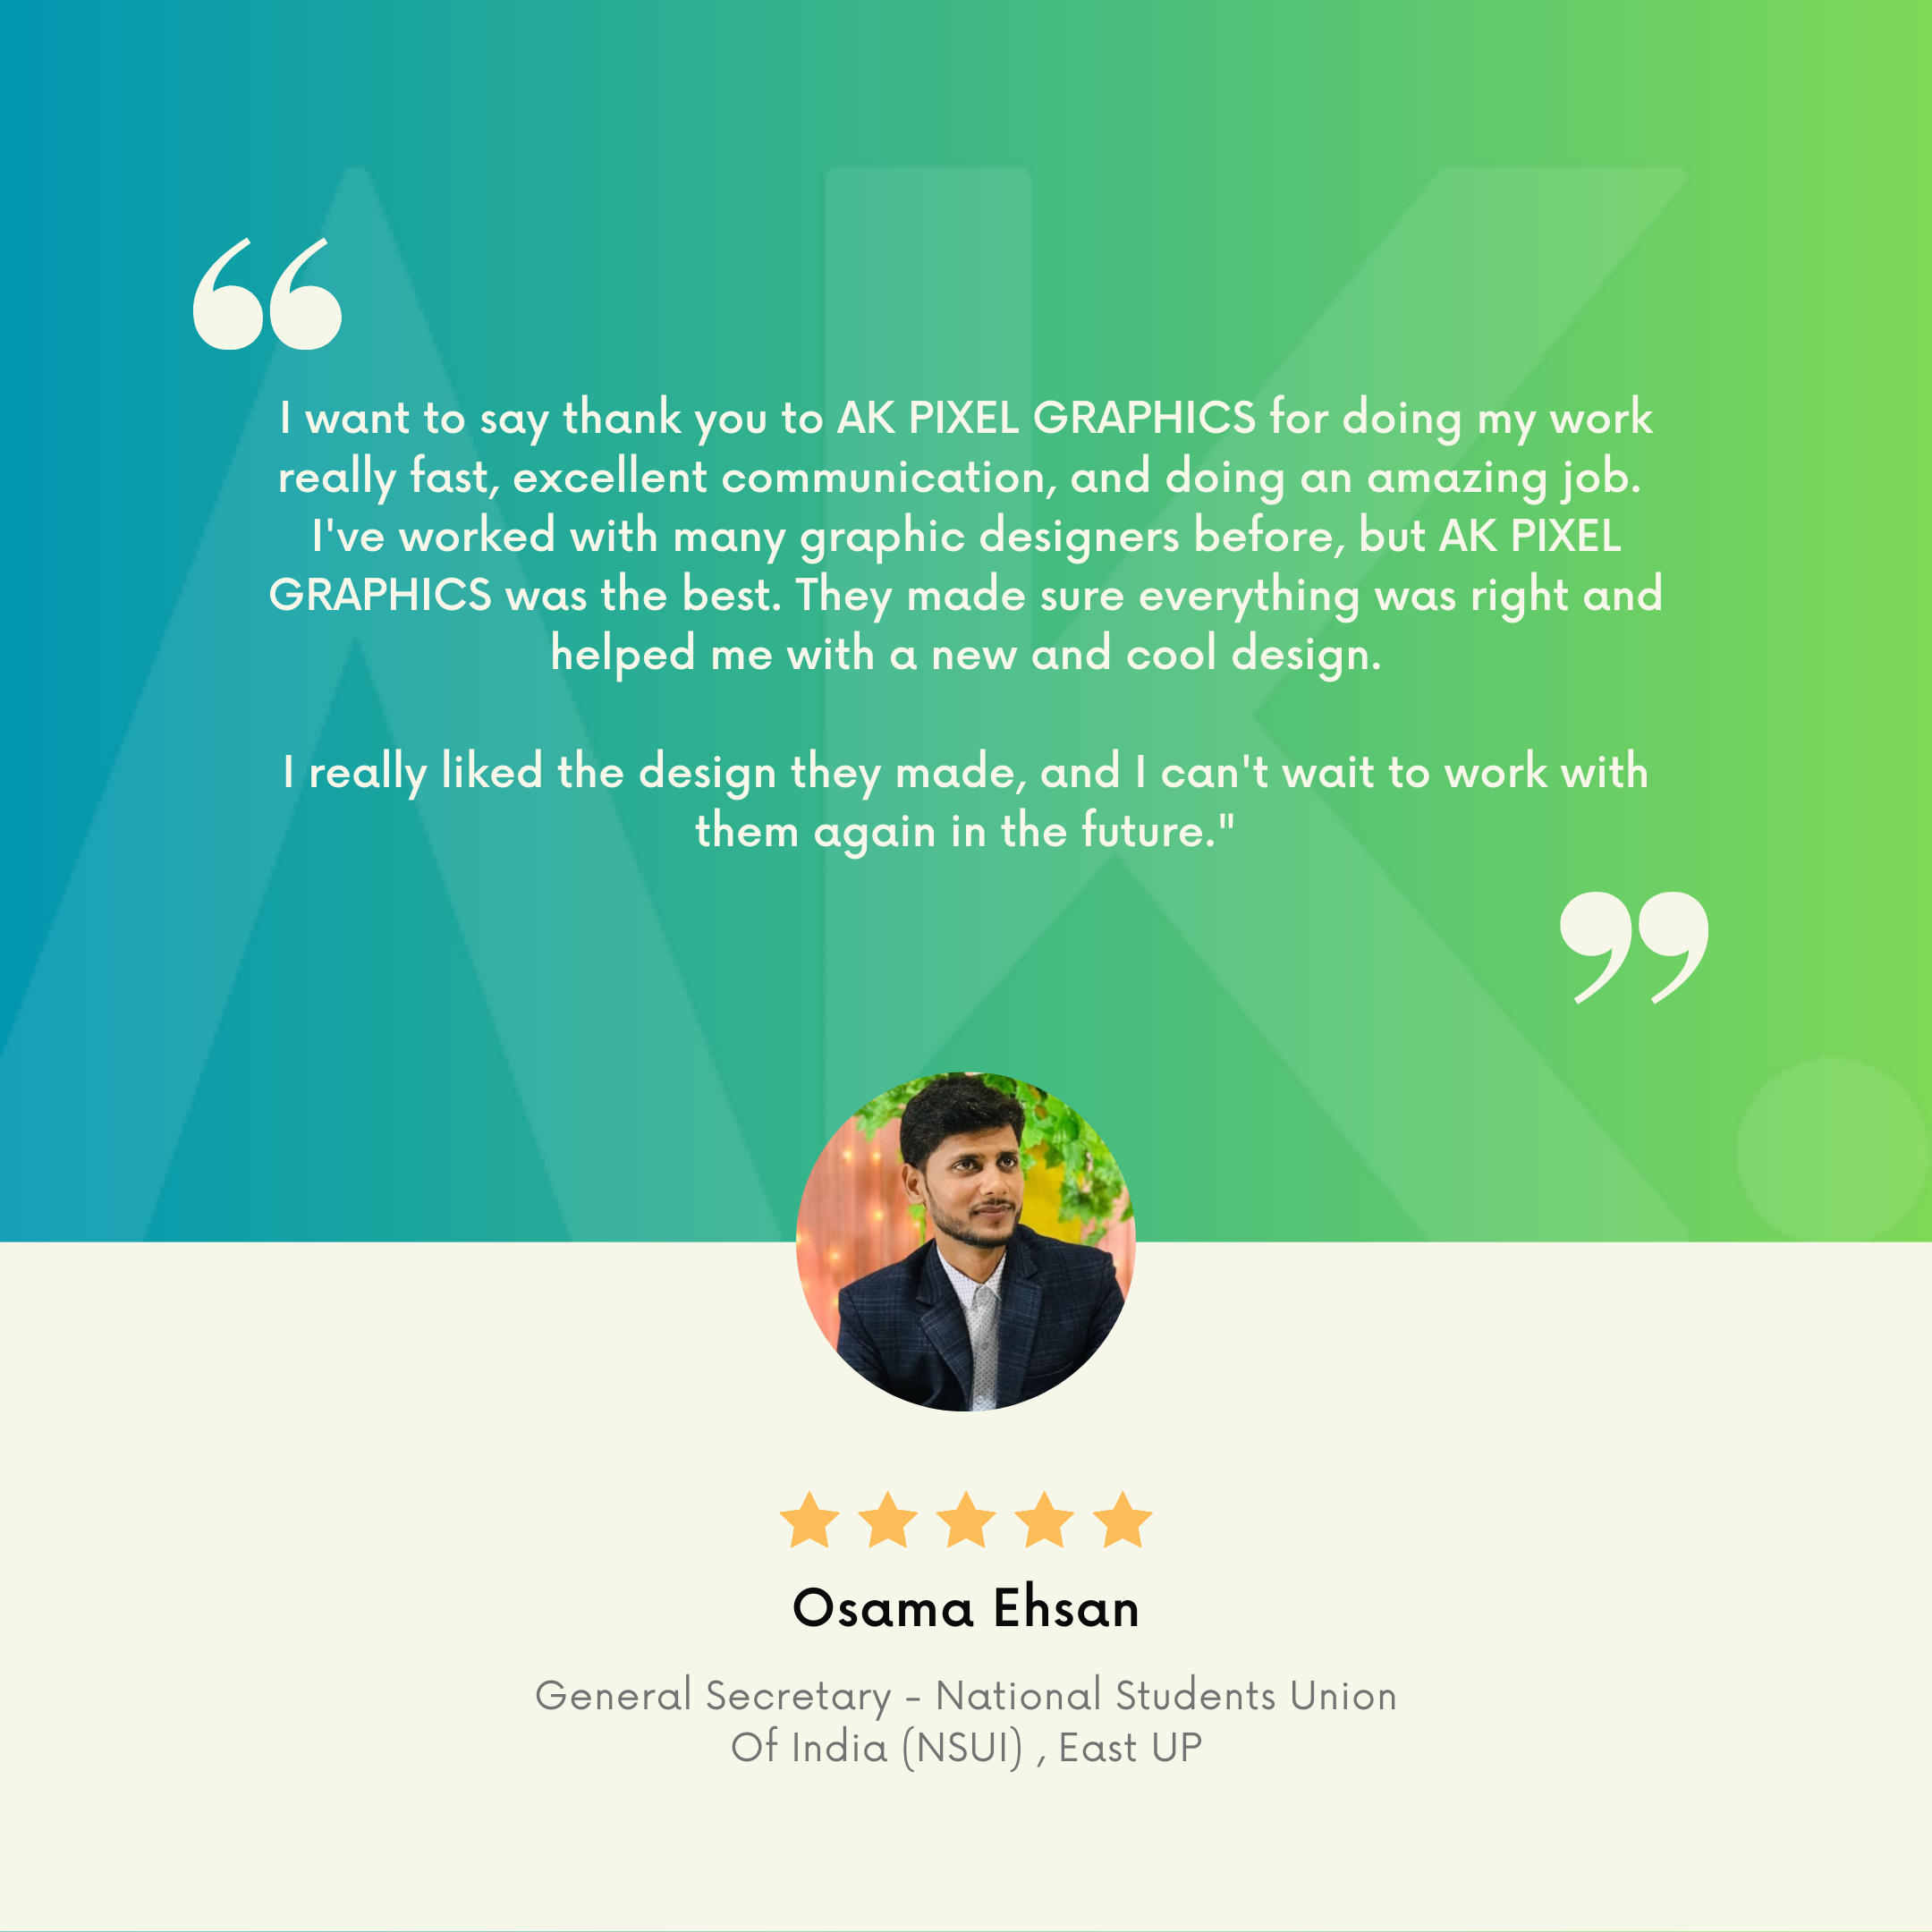 AK.
“
I want to say thank you to AK PIXEL GRAPHICS for doing my work
really fast, excellent communication, and doing an amazing job.
I've worked with many graphic designers before, but AK PIXEL
GRAPHICS was the best. They made sure everything was right and
helped me with a new and cool design.
I really liked the design they made, and I can't wait to work with
them again in the future."
”
Osama Ehsan
General Secretary - National Students Union
Of India (NSUI) , East UP